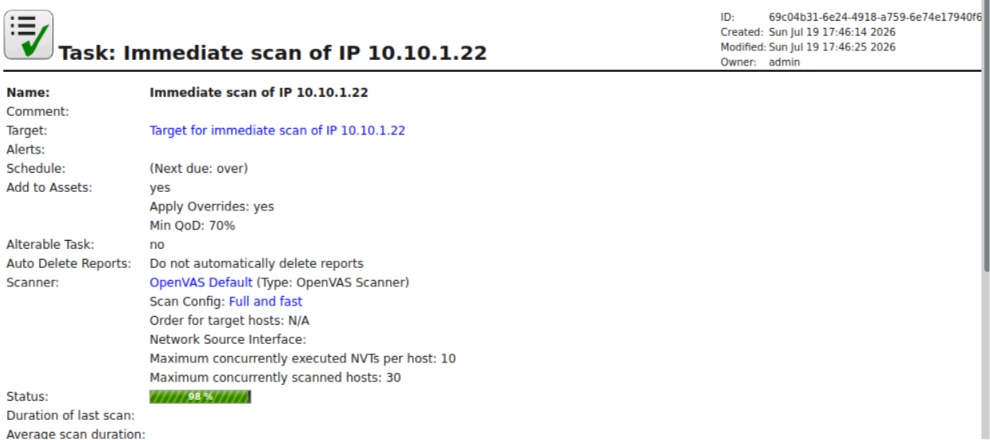 ID: 69c04b31-6e24-4918-a759-6e74e17940f6
Created: Sun Jul 19 17:46:14 2026
Modified: Sun Jul 19 17:46:25 2026
Owner: admin
Task: Immediate scan of IP 10.10.1.22
Name: Immediate scan of IP 10.10.1.22
Comment:
Target: Target for immediate scan of IP 10.10.1.22
Alerts:
Schedule: (Next due: over)
Add to Assets: yes
Apply Overrides: yes
Min QoD: 70%
Alterable Task: no
Auto Delete Reports: Do not automatically delete reports
Scanner: OpenVAS Default (Type: OpenVAS Scanner)
Scan Config: Full and fast
Order for target hosts: N/A
Network Source Interface:
Maximum concurrently executed NVTs per host: 10
Maximum concurrently scanned hosts: 30
Status: 98 %
Duration of last scan:
Average scan duration: